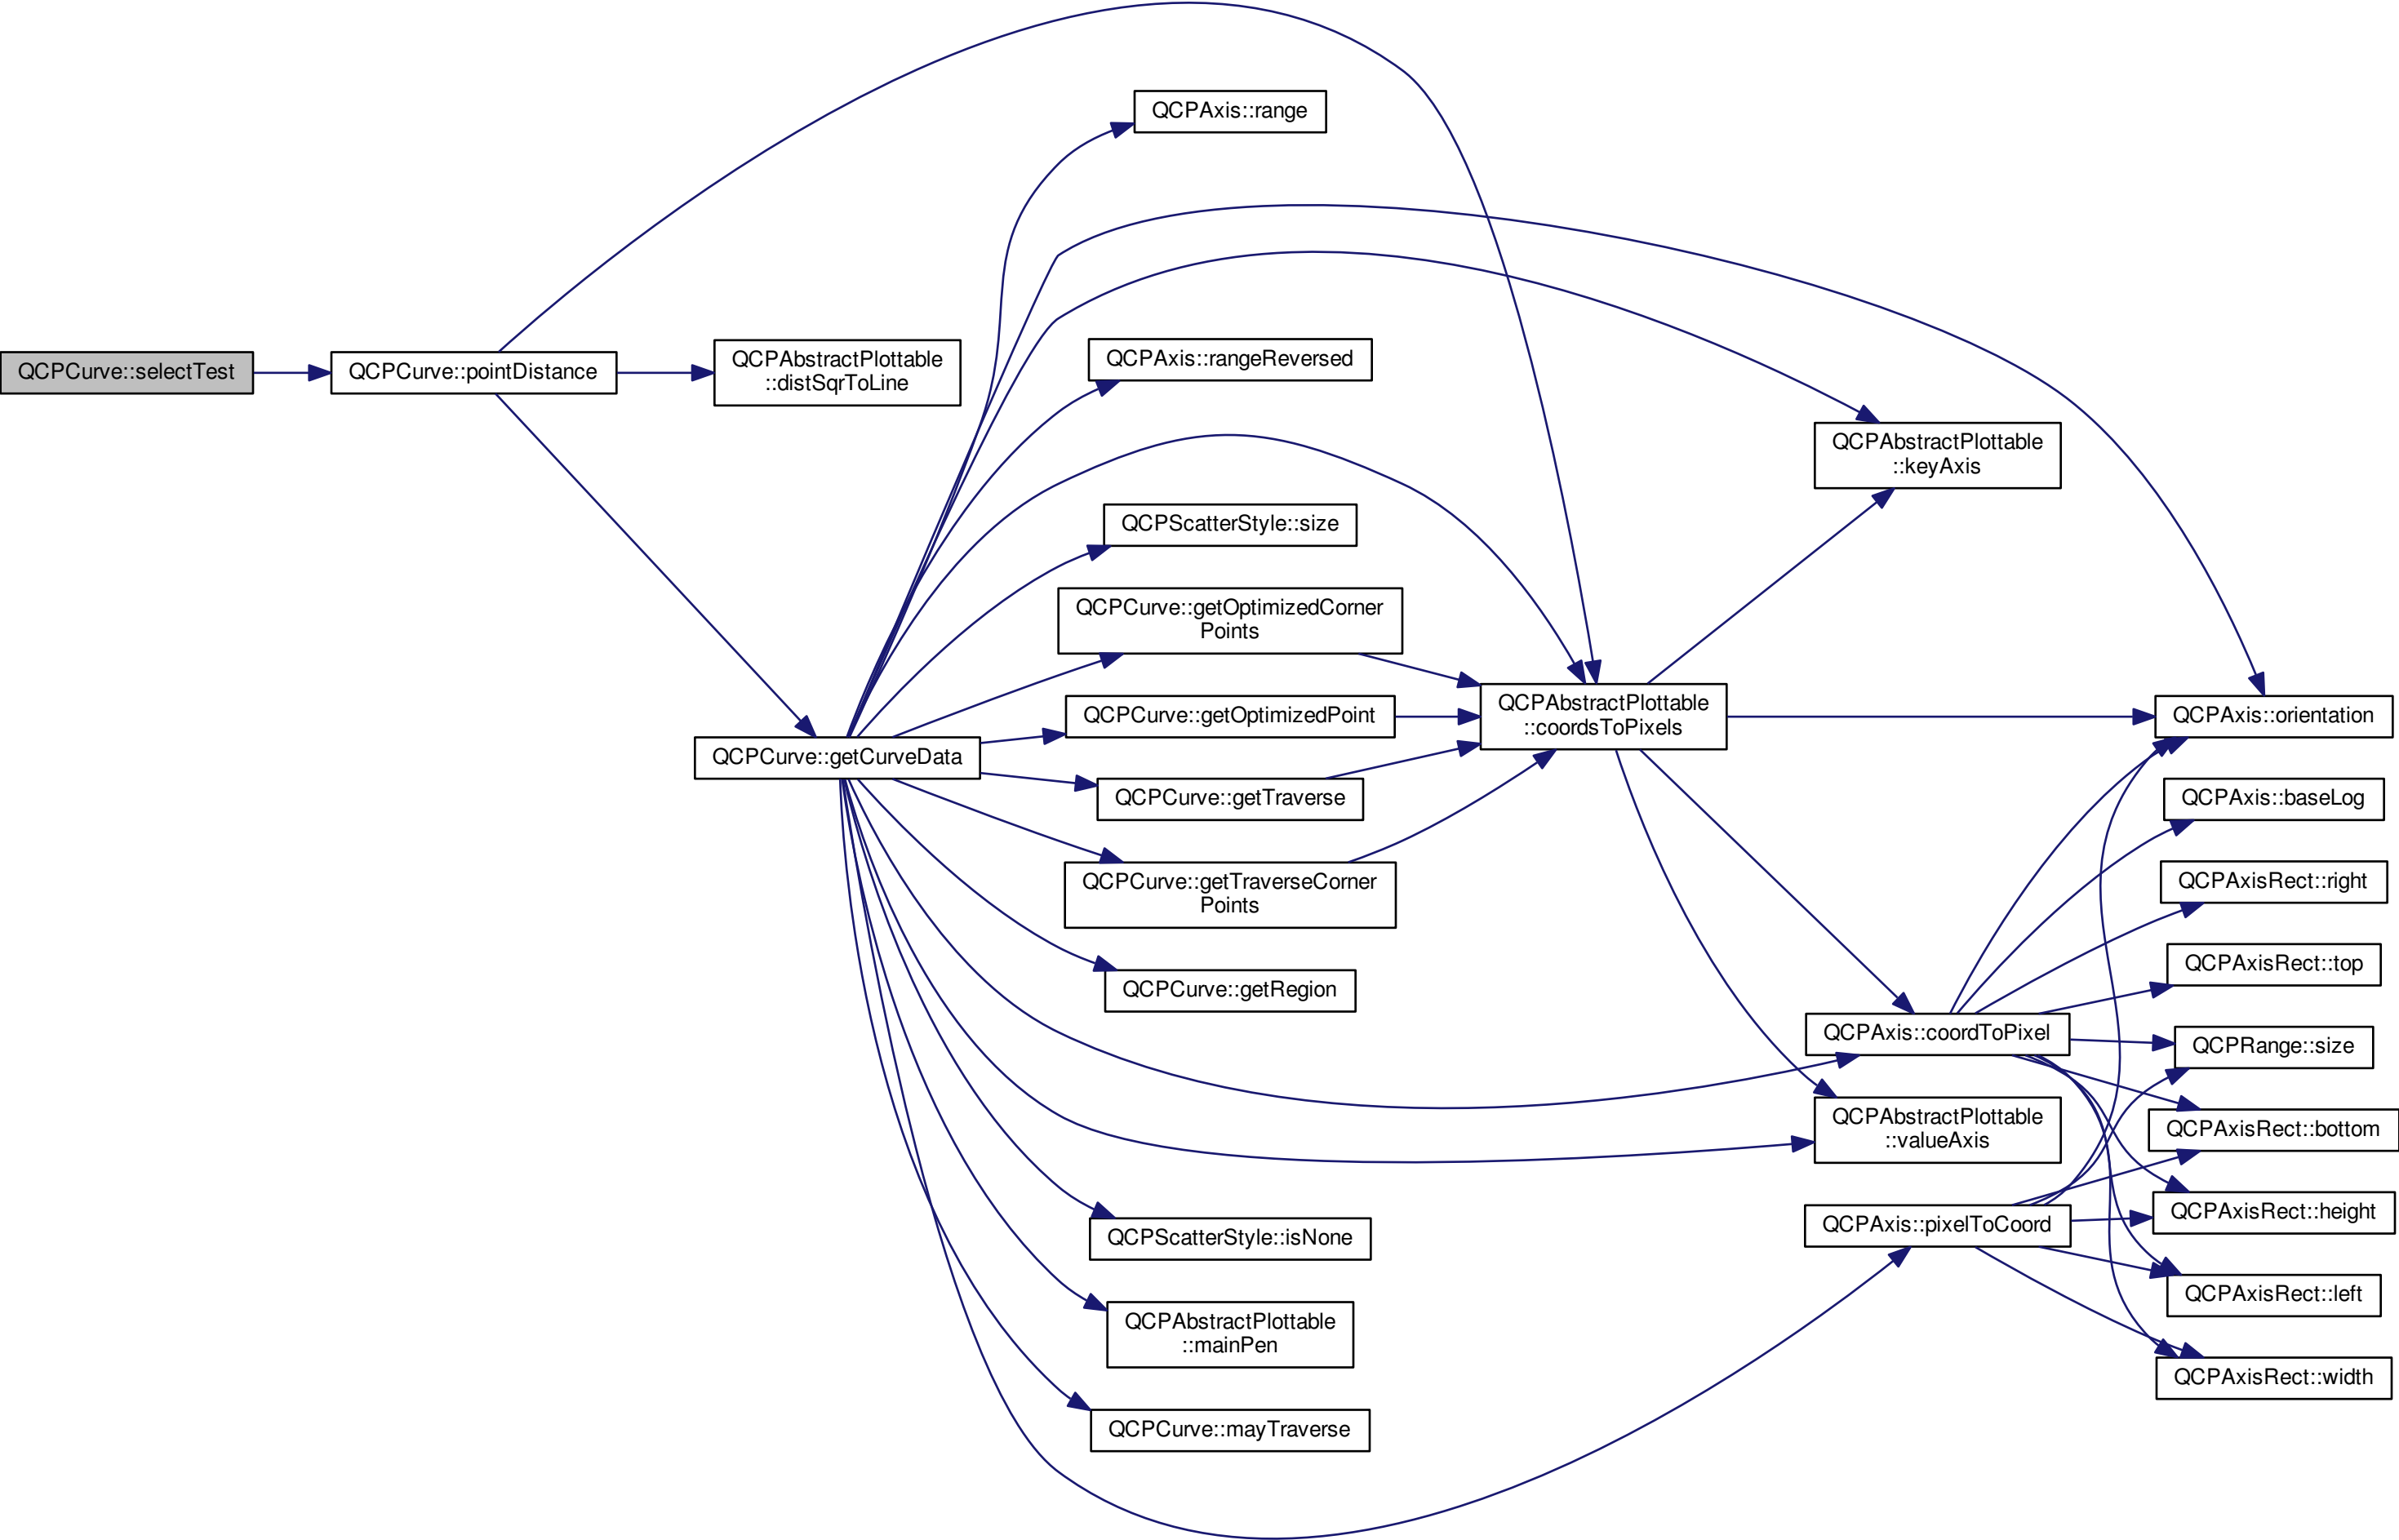 QCPCurve::selectTest
QCPCurve::pointDistance
QCPAbstractPlottable
::distSqrToLine
QCPCurve::getCurveData
QCPAxis::range
QCPAxis::rangeReversed
QCPScatterStyle::size
QCPCurve::getOptimizedCorner
Points
QCPCurve::getOptimizedPoint
QCPCurve::getTraverse
QCPCurve::getTraverseCorner
Points
QCPCurve::getRegion
QCPScatterStyle::isNone
QCPAbstractPlottable
::mainPen
QCPCurve::mayTraverse
QCPAbstractPlottable
::coordsToPixels
QCPAbstractPlottable
::keyAxis
QCPAxis::coordToPixel
QCPAbstractPlottable
::valueAxis
QCPAxis::pixelToCoord
QCPAxis::orientation
QCPAxis::baseLog
QCPAxisRect::right
QCPAxisRect::top
QCPRange::size
QCPAxisRect::bottom
QCPAxisRect::height
QCPAxisRect::left
QCPAxisRect::width